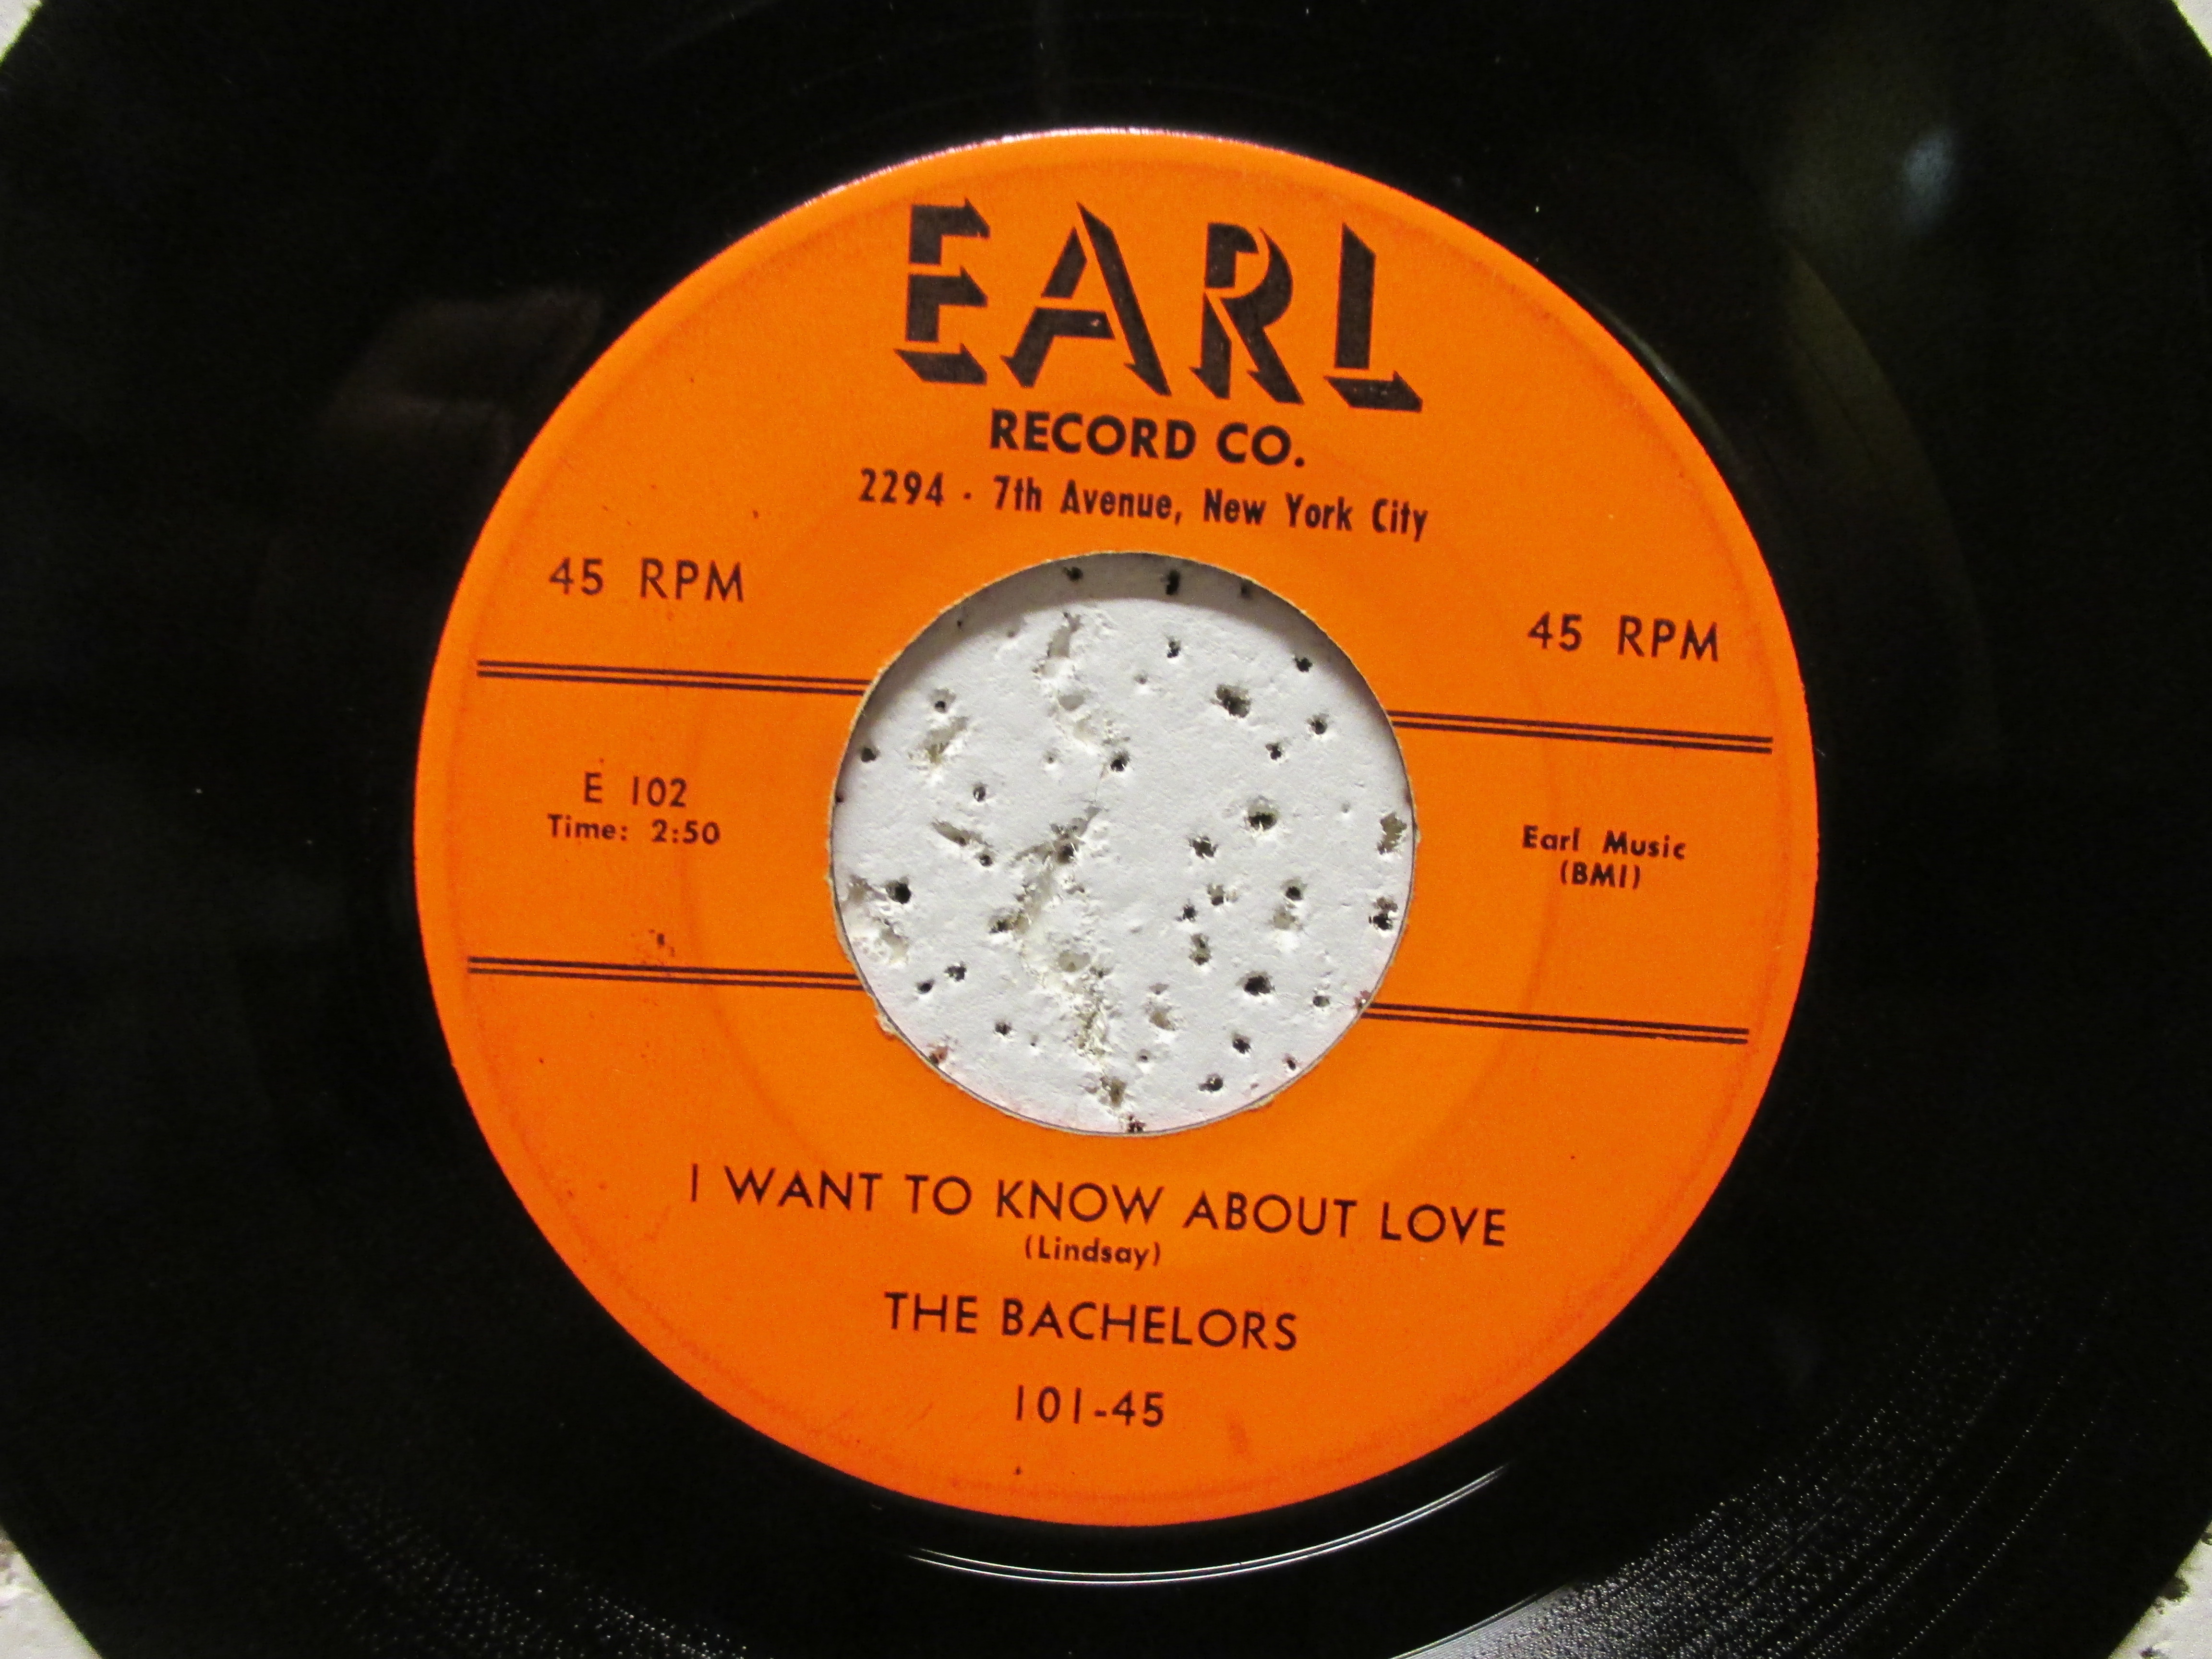 EARL
RECORD CO.
2294 - 7th Avenue, New York City
45 RPM
45 RPM
E 102
Time: 2:50
Earl Music
(BMI)
I WANT TO KNOW ABOUT LOVE
(Lindsay)
THE BACHELORS
101-45